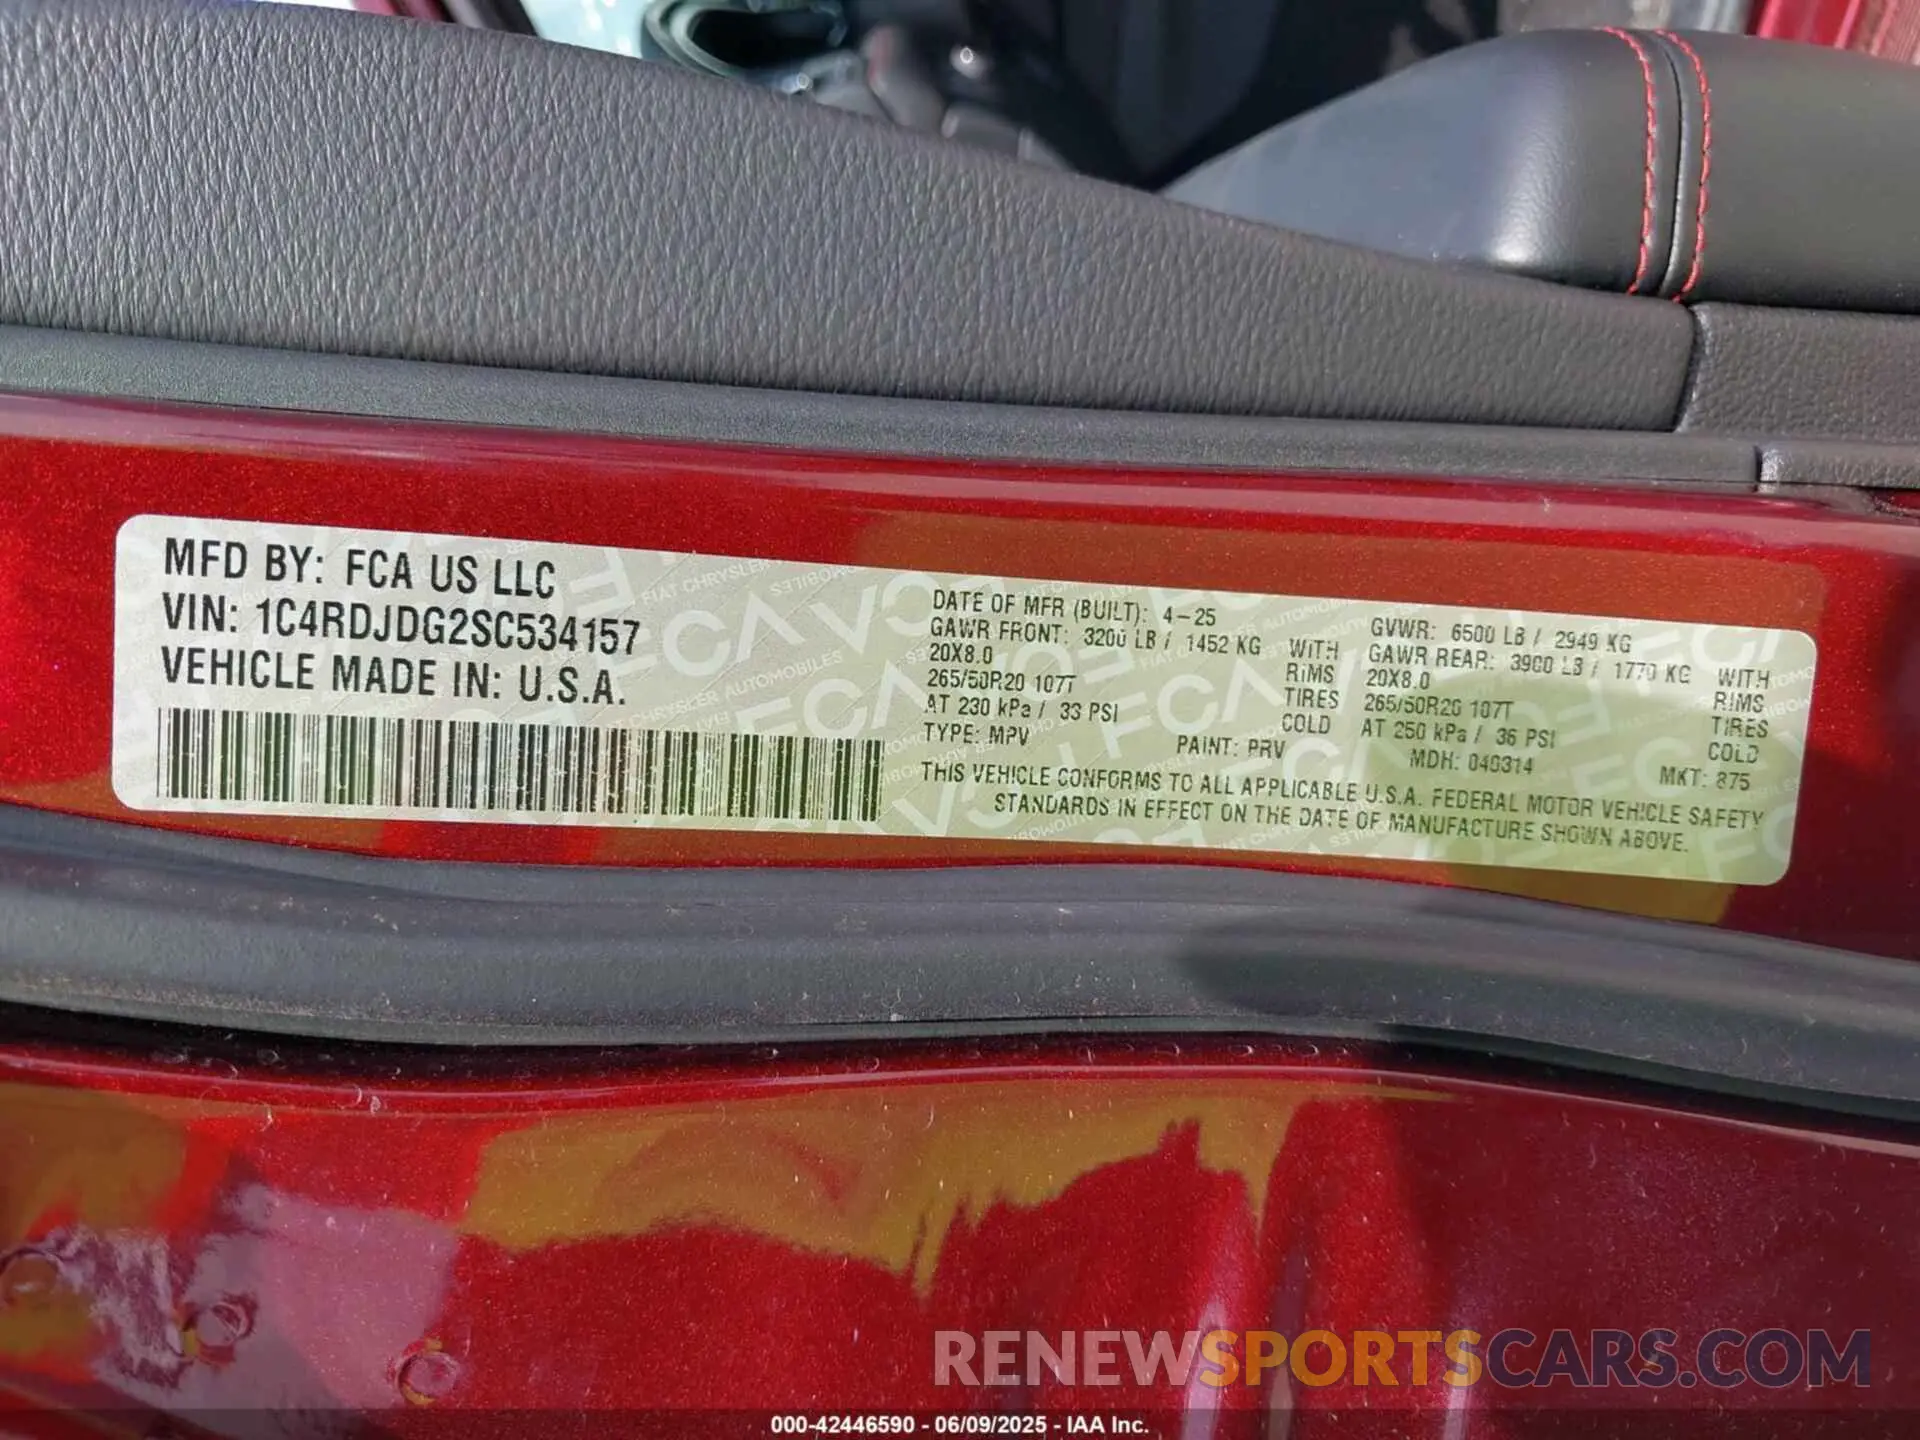 MFD BY: FCA US LLC
VIN: 1C4RDJDG2SC534157
VEHICLE MADE IN: U.S.A.
DATE OF MFR (BUILT): 4-25
GAWR FRONT: 3200 LB / 1452 KG WITH
20X8.0 RIMS
265/50R20 107T TIRES
AT 230 kPa / 33 PSI COLD
TYPE: MPV PAINT: PRV
GVWR: 6500 LB / 2949 KG
GAWR REAR: 3900 LB / 1770 KG WITH
20X8.0 RIMS
265/50R20 107T TIRES
AT 250 kPa / 36 PSI COLD
MDH: 040314 MKT: 875
THIS VEHICLE CONFORMS TO ALL APPLICABLE U.S.A. FEDERAL MOTOR VEHICLE SAFETY
STANDARDS IN EFFECT ON THE DATE OF MANUFACTURE SHOWN ABOVE.
RENEWSPORTSCARS.COM
000-42446590 - 06/09/2025 - IAA Inc.